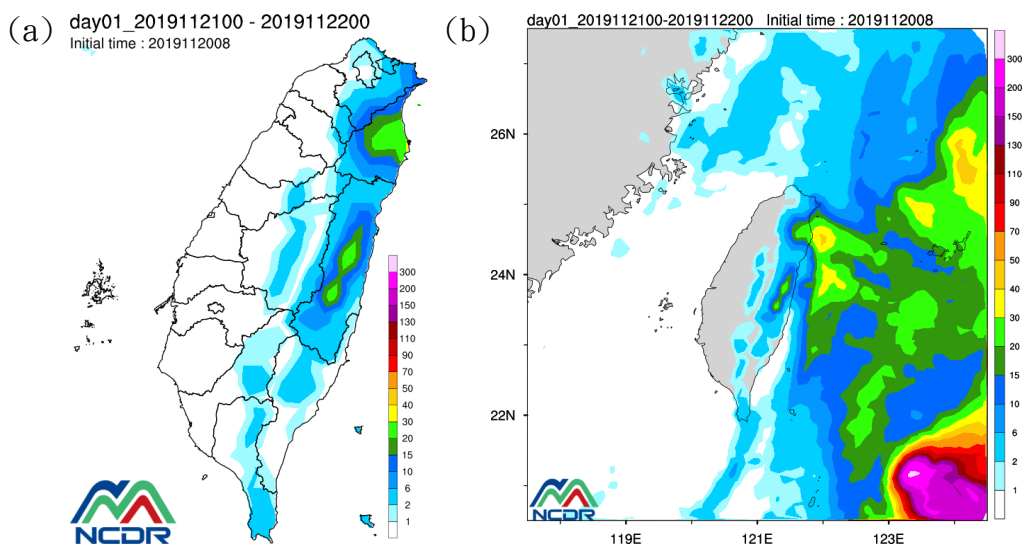 (a)
day01_2019112100 - 2019112200
Initial time : 2019112008
300
200
150
130
110
90
70
50
40
30
20
15
10
6
2
1
NCDR
(b)
day01_2019112100-2019112200 Initial time : 2019112008
26N
24N
22N
119E
121E
123E
300
200
150
130
110
90
70
50
40
30
20
15
10
6
2
1
NCDR